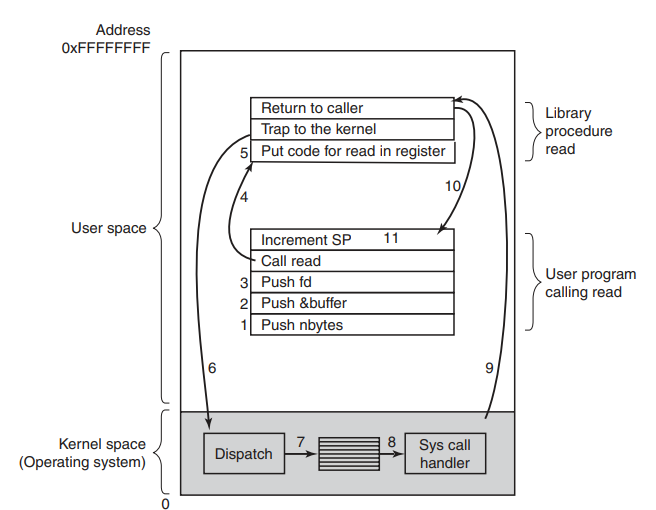 Address
0xFFFFFFFF
Return to caller
Trap to the kernel
5 Put code for read in register
Library
procedure
read
4
10
User space
Increment SP 11
Call read
3 Push fd
2 Push &buffer
1 Push nbytes
User program
calling read
6
9
Kernel space
(Operating system)
Dispatch
7
8
Sys call
handler
0